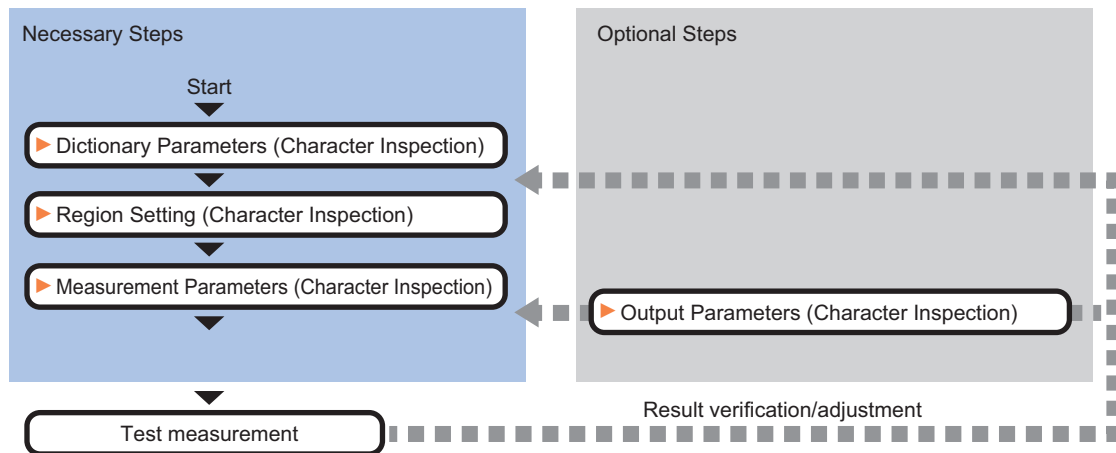 Necessary Steps
Optional Steps
Start
Dictionary Parameters (Character Inspection)
Region Setting (Character Inspection)
Measurement Parameters (Character Inspection)
Output Parameters (Character Inspection)
Result verification/adjustment
Test measurement